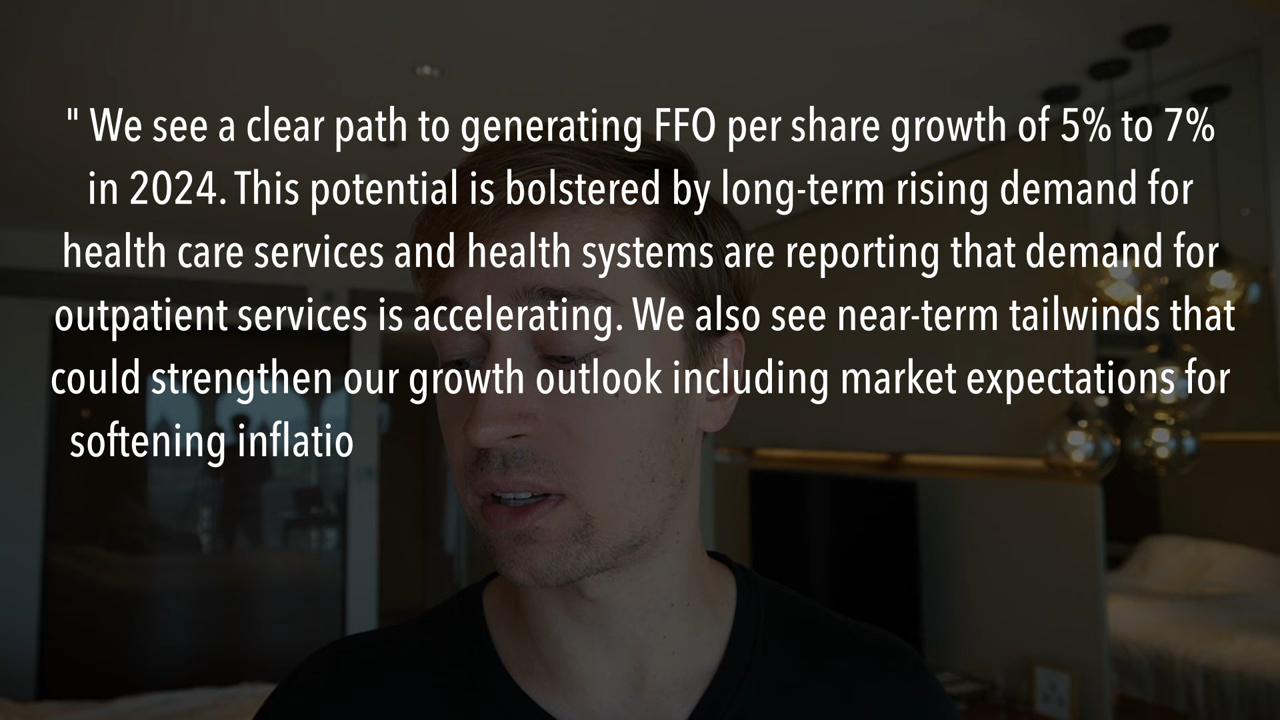 " We see a clear path to generating FFO per share growth of 5% to 7%
in 2024. This potential is bolstered by long-term rising demand for
health care services and health systems are reporting that demand for
outpatient services is accelerating. We also see near-term tailwinds that
could strengthen our growth outlook including market expectations for
softening inflatio